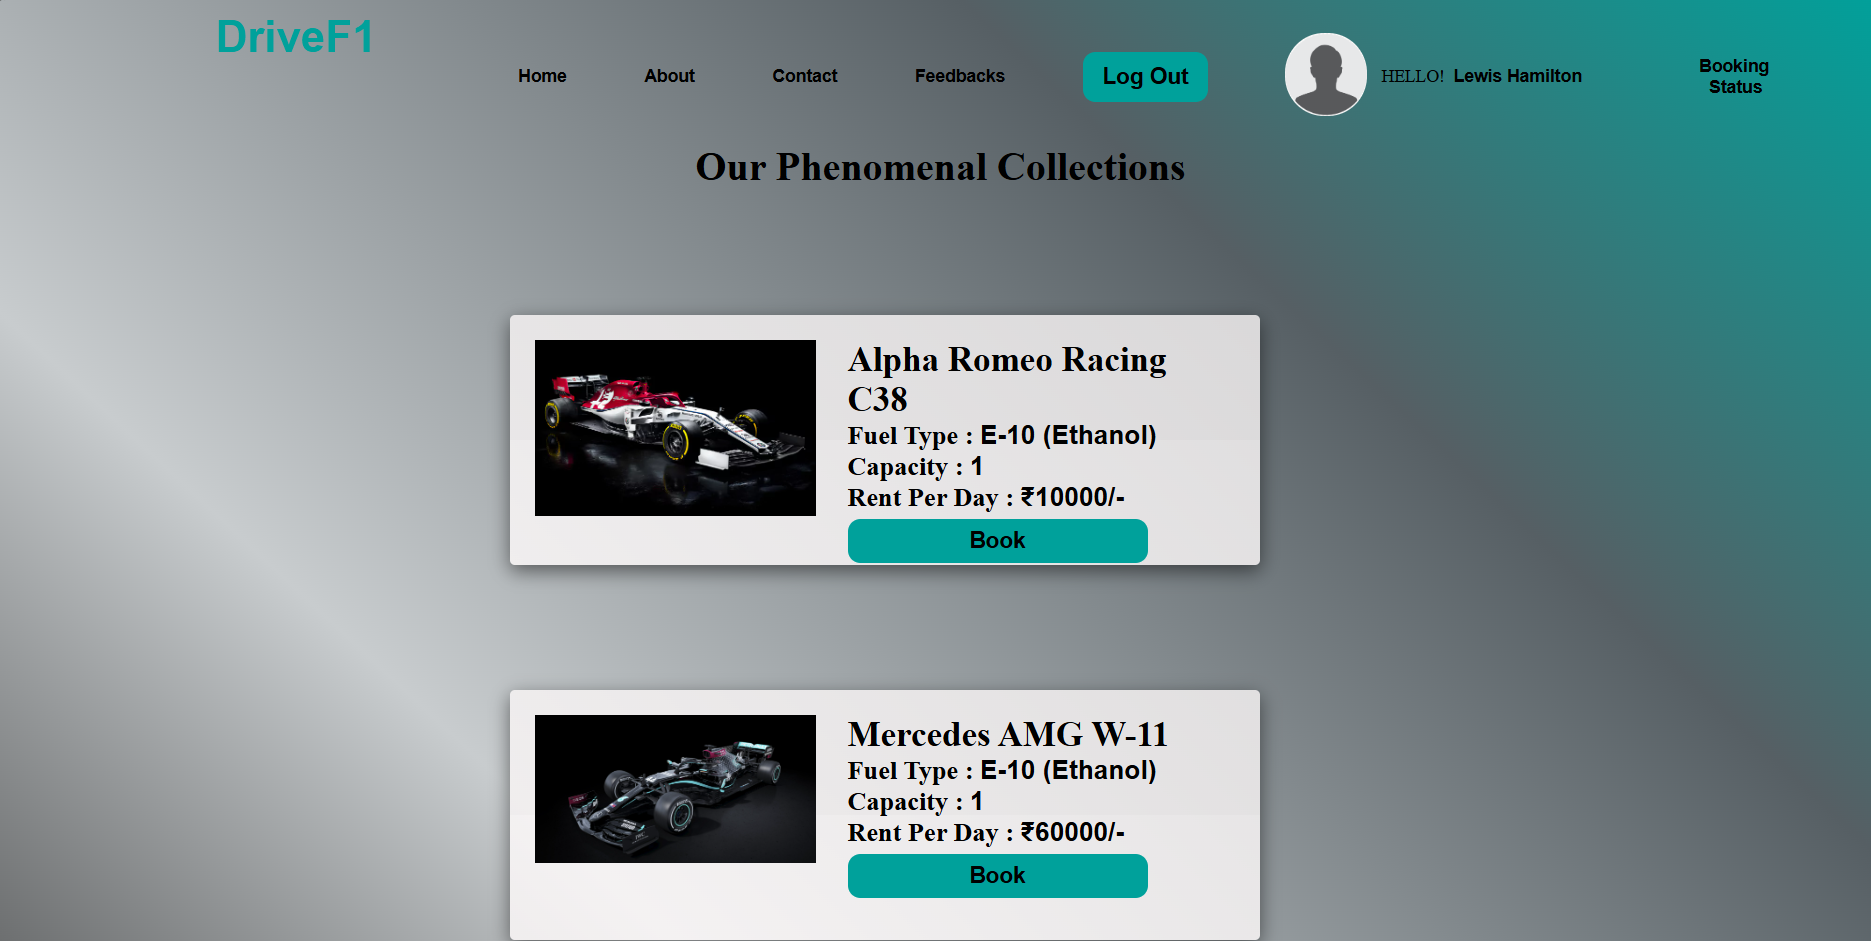 DriveF1
Home
About
Contact
Feedbacks
Log Out
HELLO! Lewis Hamilton
Booking
Status
Our Phenomenal Collections
Alpha Romeo Racing
C38
Fuel Type : E-10 (Ethanol)
Capacity : 1
Rent Per Day : ₹10000/-
Book
Mercedes AMG W-11
Fuel Type : E-10 (Ethanol)
Capacity : 1
Rent Per Day : ₹60000/-
Book